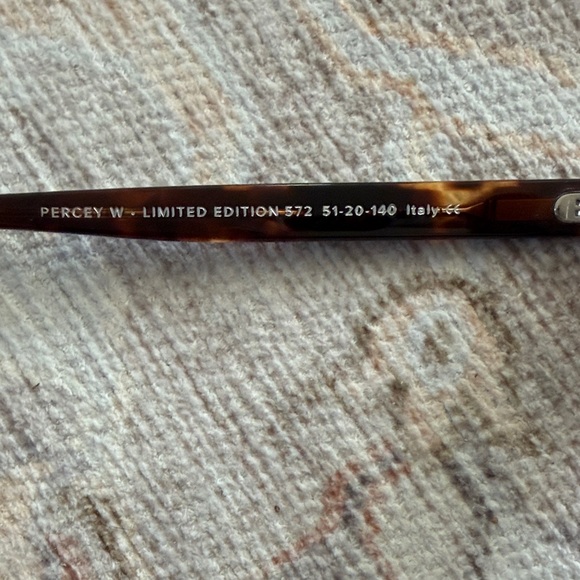 PERCEY W • LIMITED EDITION 572 51-20-140 Italy CE